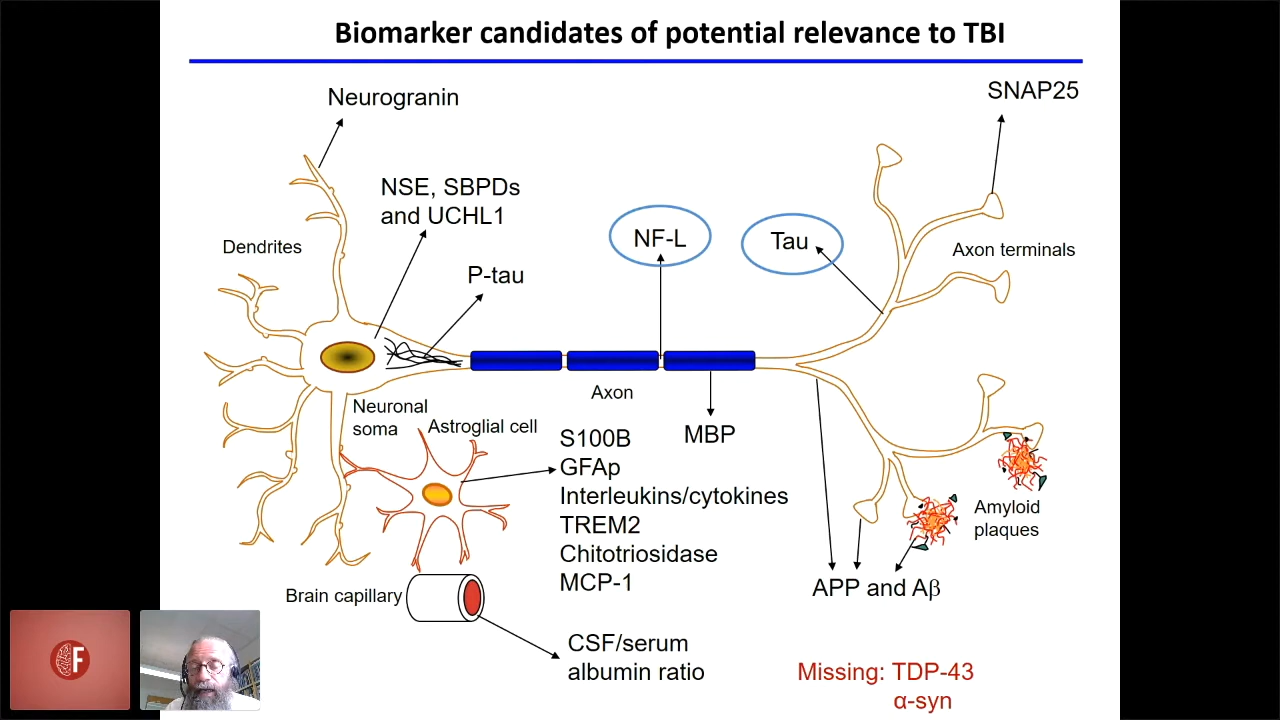 Biomarker candidates of potential relevance to TBI
Neurogranin
SNAP25
NSE, SBPDs
and UCHL1
Dendrites
P-tau
NF-L
Tau
Axon terminals
Axon
Neuronal
soma
Astroglial cell
MBP
S100B
GFAp
Interleukins/cytokines
TREM2
Chitotriosidase
MCP-1
Amyloid
plaques
APP and Aβ
Brain capillary
CSF/serum
albumin ratio
Missing: TDP-43
α-syn
F